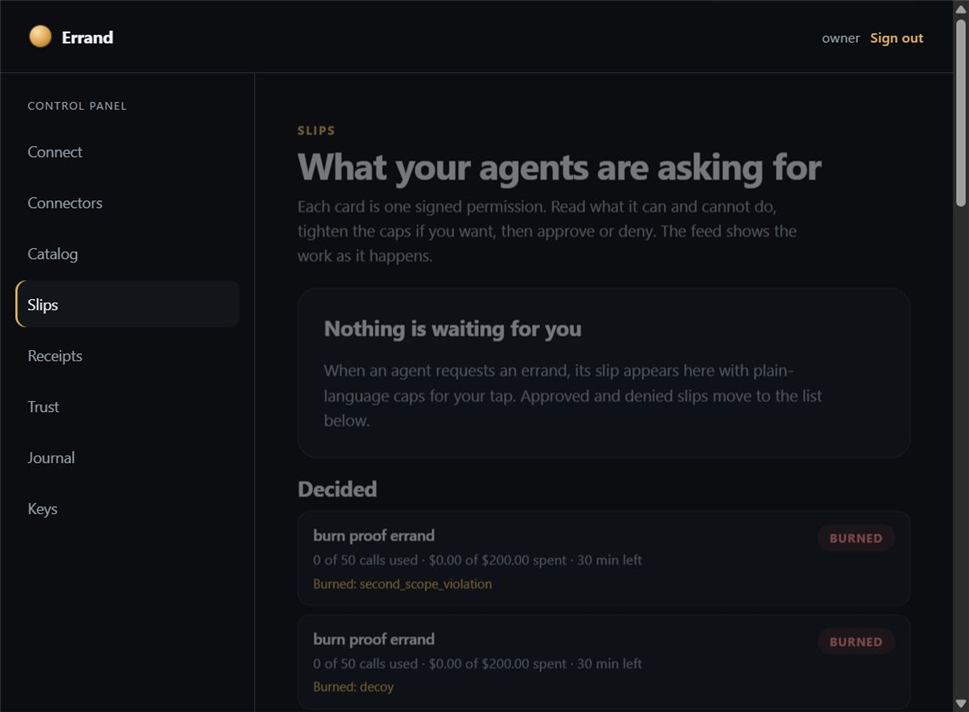 Errand
owner Sign out
CONTROL PANEL
Connect
Connectors
Catalog
Slips
Receipts
Trust
Journal
Keys
SLIPS
What your agents are asking for
Each card is one signed permission. Read what it can and cannot do,
tighten the caps if you want, then approve or deny. The feed shows the
work as it happens.
Nothing is waiting for you
When an agent requests an errand, its slip appears here with plain-
language caps for your tap. Approved and denied slips move to the list
below.
Decided
burn proof errand
BURNED
0 of 50 calls used · $0.00 of $200.00 spent · 30 min left
Burned: second_scope_violation
burn proof errand
BURNED
0 of 50 calls used · $0.00 of $200.00 spent · 30 min left
Burned: decoy